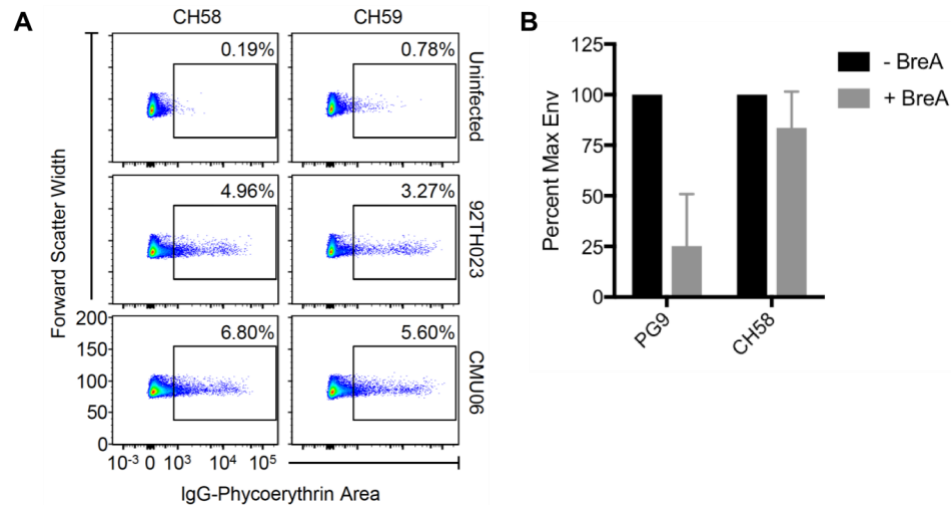 A
CH58
CH59
0.19%
0.78%
Uninfected
4.96%
3.27%
92TH023
6.80%
5.60%
CMUU06
Forward Scatter Width
200
150
100
50
0
10-3 0 10³ 10⁴ 10⁵
IgG-Phycoerythrin Area
B
Percent Max Env
125
100
75
50
25
0
PG9
CH58
- BreA
+ BreA